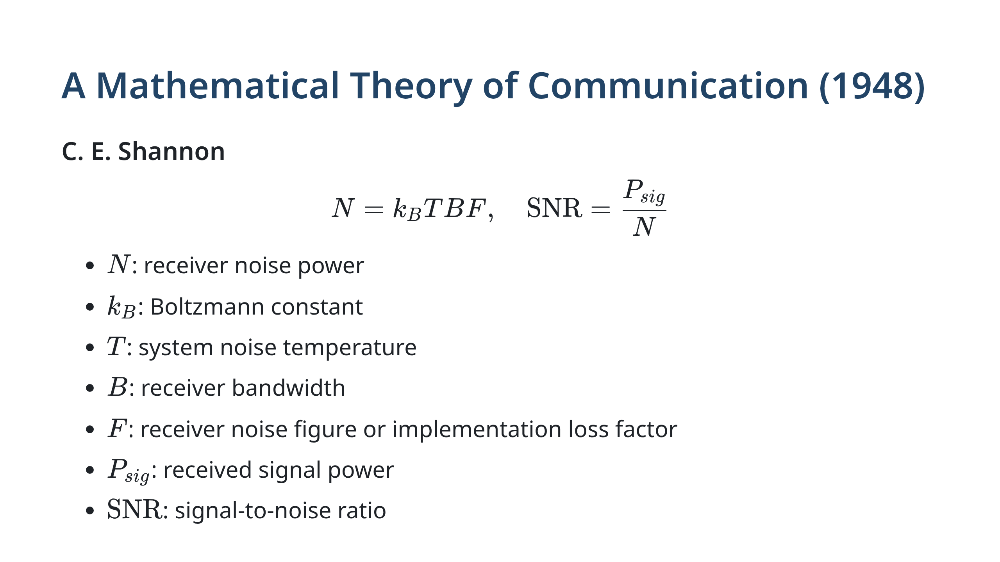 A Mathematical Theory of Communication (1948)
C. E. Shannon
$N = k_B T B F, \quad \mathrm{SNR} = \frac{P_{sig}}{N}$
• $N$: receiver noise power
• $k_B$: Boltzmann constant
• $T$: system noise temperature
• $B$: receiver bandwidth
• $F$: receiver noise figure or implementation loss factor
• $P_{sig}$: received signal power
• $\mathrm{SNR}$: signal-to-noise ratio